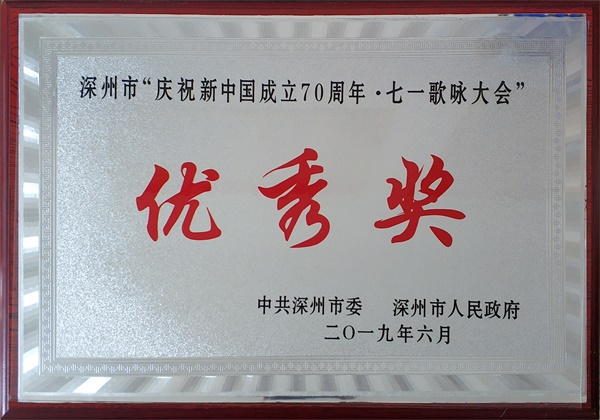 深州市“庆祝新中国成立70周年·七一歌咏大会”
优秀奖
中共深州市委 深州市人民政府
二〇一九年六月